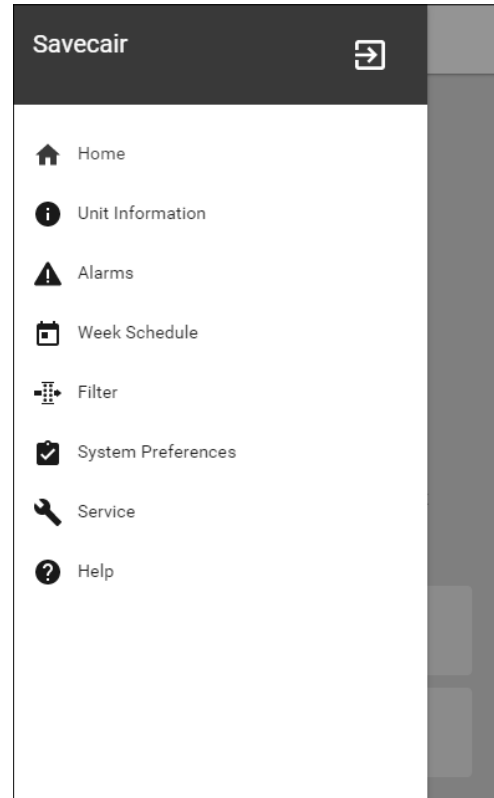 Savecair
Home
Unit Information
Alarms
Week Schedule
Filter
System Preferences
Service
Help